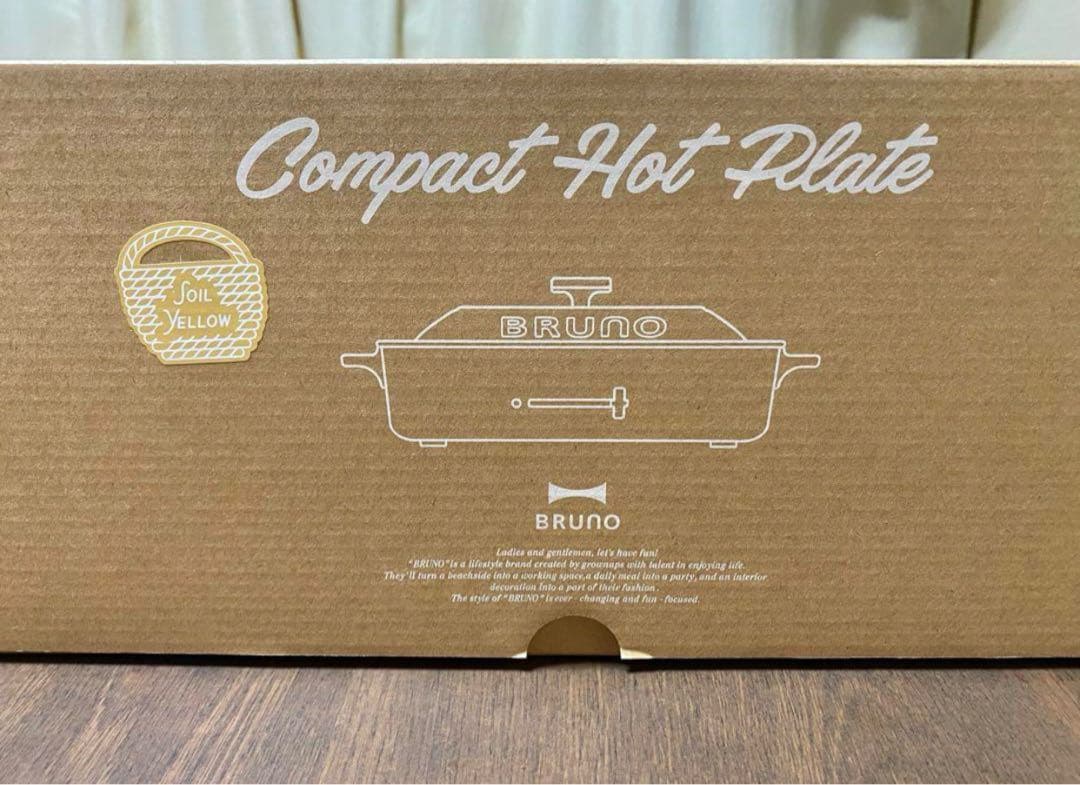 Compact Hot Plate
SOIL
YELLOW
BRUNO
BRUNO
Ladies and gentlemen, let's have fun!
"BRUNO" is a lifestyle brand created by grownups with talent in enjoying life.
They'll turn a beachside into a working space,a daily meal into a party, and an interior
decoration into a part of their fashion.
The style of "BRUNO" is ever - changing and fun - focused.